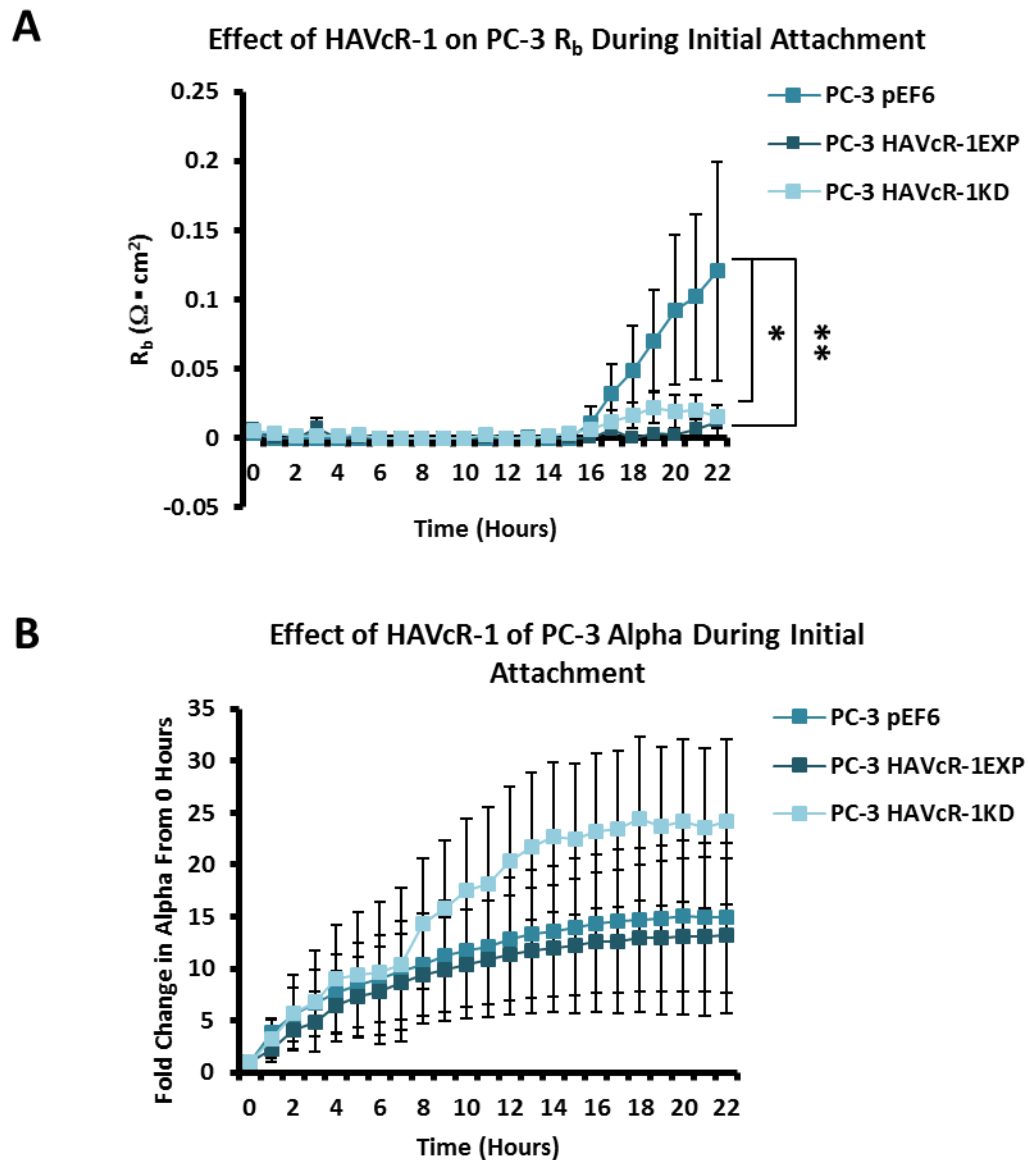 A
Effect of HAVcR-1 on PC-3 Rb During Initial Attachment
0.25
0.2
0.15
0.1
0.05
0
-0.05
Rb (Ω▪cm²)
0 2 4 6 8 10 12 14 16 18 20 22
Time (Hours)
PC-3 pEF6
PC-3 HAVcR-1EXP
PC-3 HAVcR-1KD
*
**
B
Effect of HAVcR-1 of PC-3 Alpha During Initial
Attachment
35
30
25
20
15
10
5
0
Fold Change in Alpha From 0 Hours
0 2 4 6 8 10 12 14 16 18 20 22
Time (Hours)
PC-3 pEF6
PC-3 HAVcR-1EXP
PC-3 HAVcR-1KD